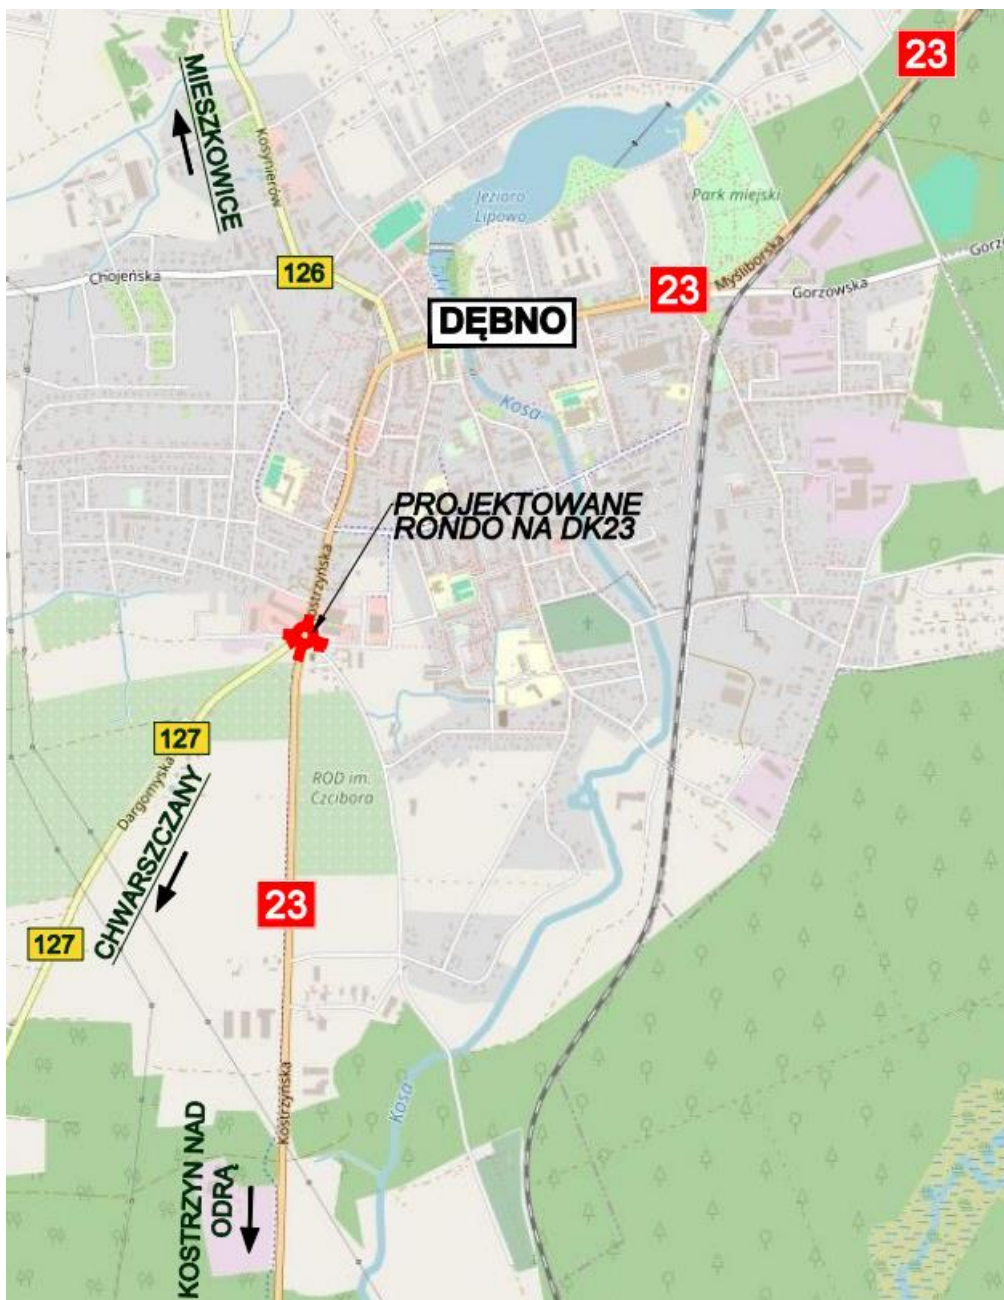 23
MIESZKOWICE
Kosynierów
Jezioro
Lipowo
Park miejski
Chojeńska
126
23
Myśliborska
Gorzowska
DĘBNO
Kosa
PROJEKTOWANE
RONDO NA DK23
Kostrzyńska
127
Dargomyska
CHWARSZCZANY
ROD im.
Czcibora
23
127
Kostrzyńska
Kosa
KOSTRZYN NAD
ODRĄ